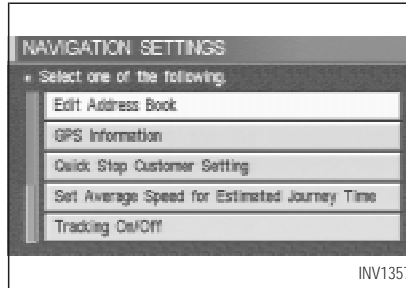 NAVIGATION SETTINGS
Select one of the following.
Edit Address Book
GPS Information
Quick Stop Customer Setting
Set Average Speed for Estimated Journey Time
Tracking On/Off
INV1357